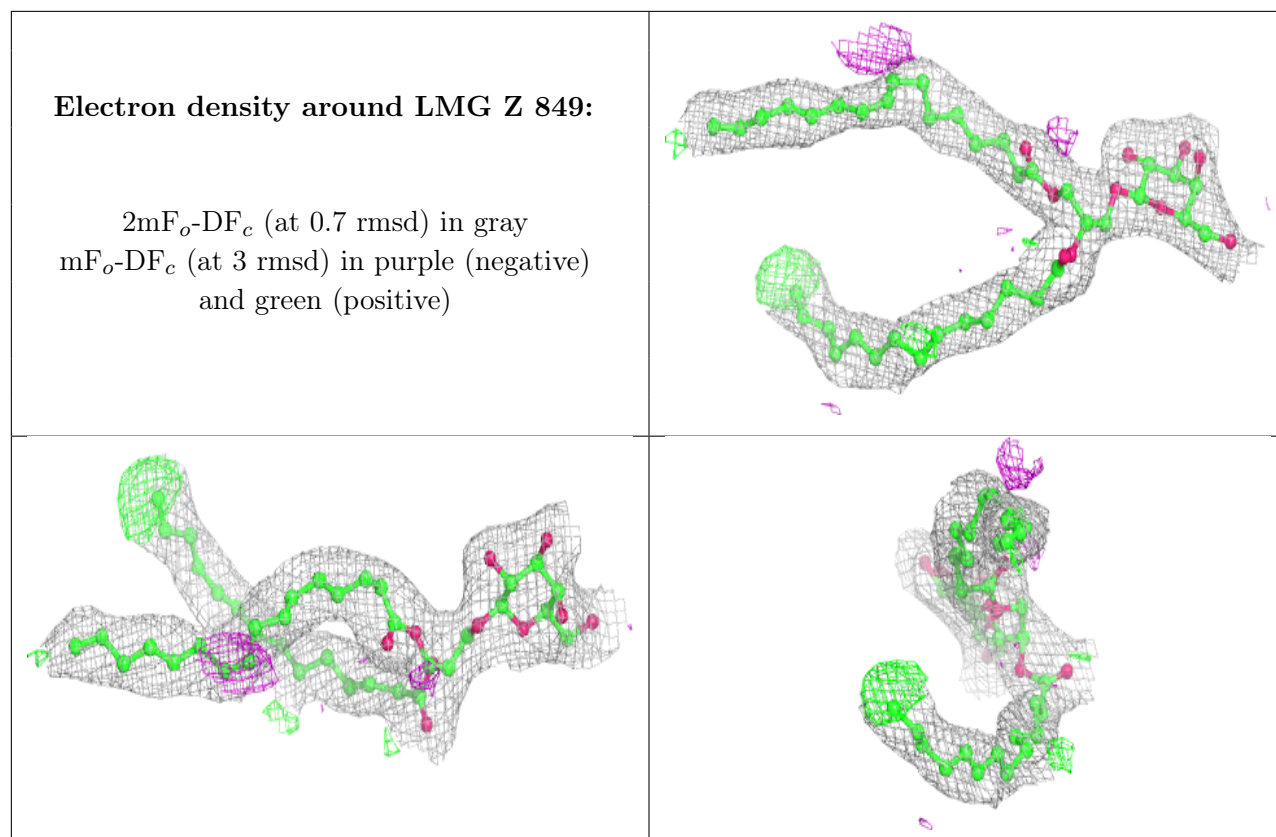 Electron density around LMG Z 849:
2mFₒ-DF𝒸 (at 0.7 rmsd) in gray
mFₒ-DF𝒸 (at 3 rmsd) in purple (negative)
and green (positive)